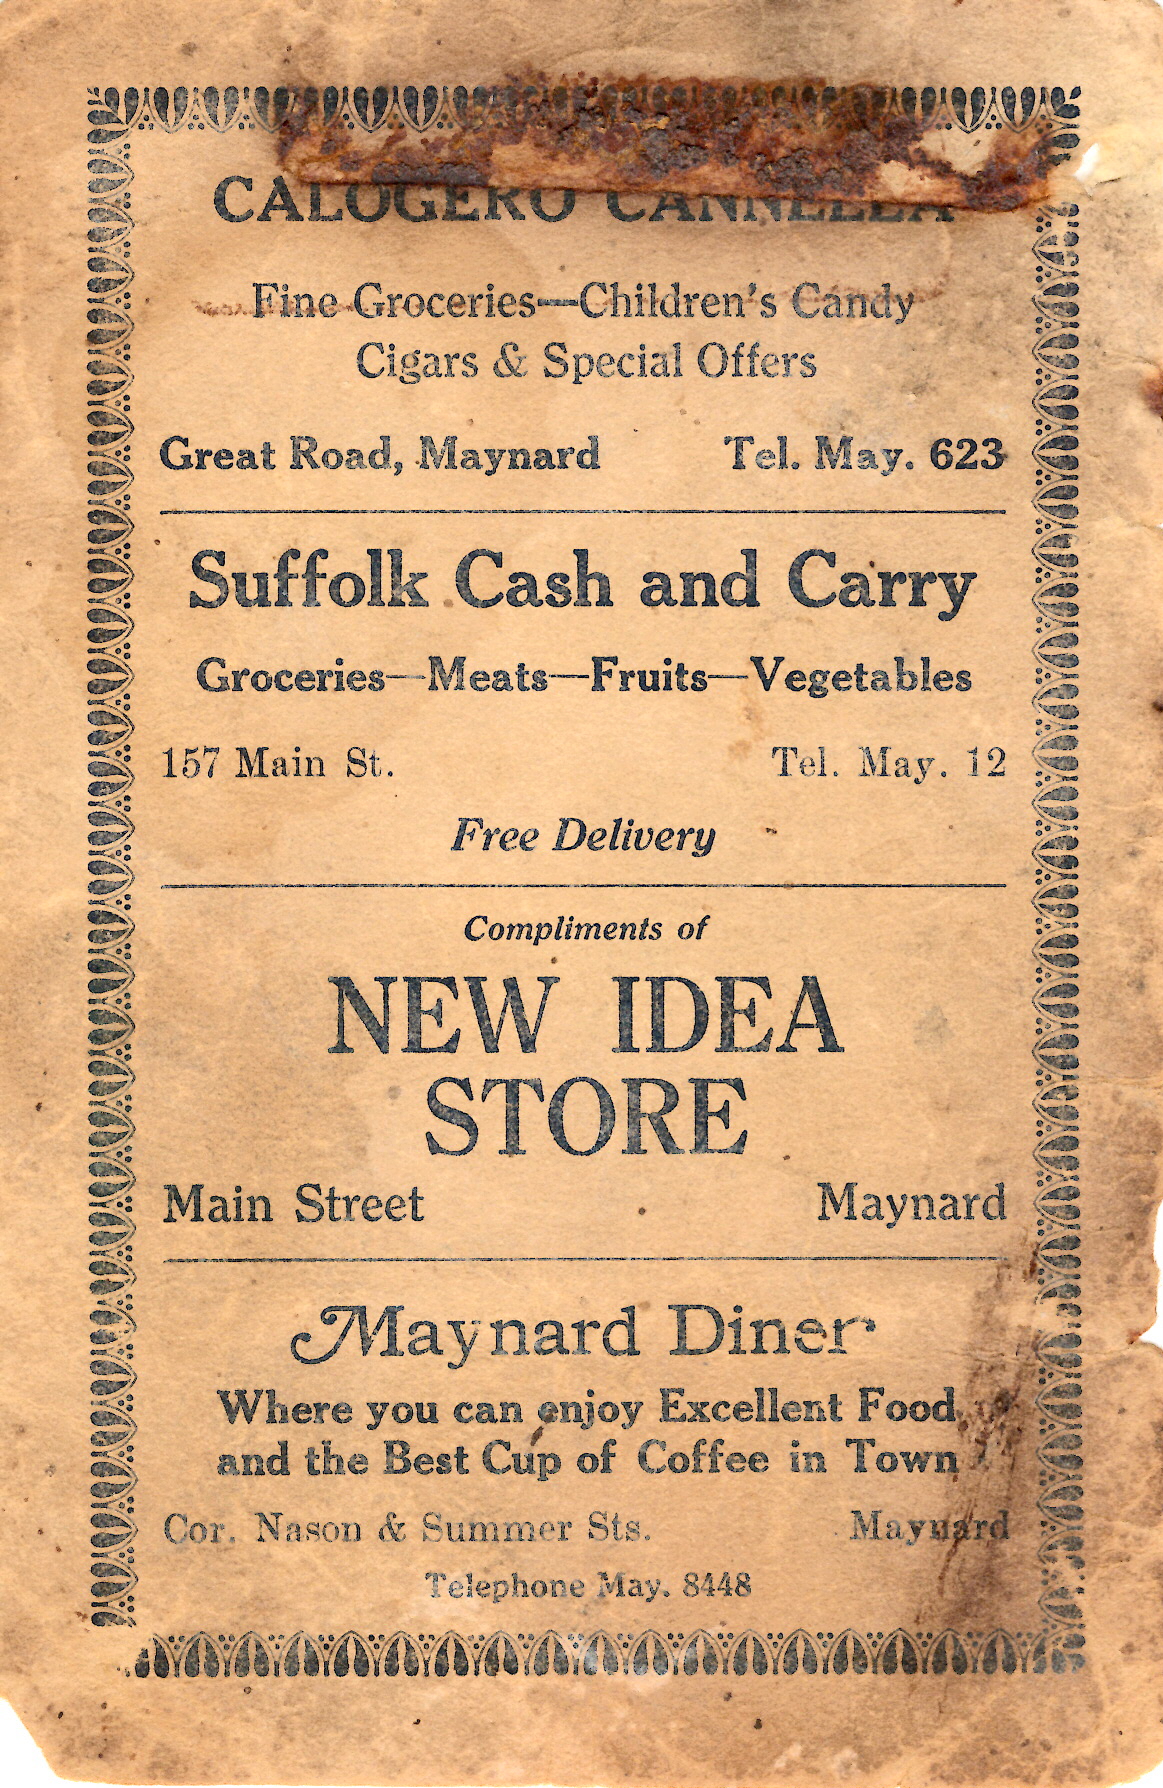 CALOGERO CANNELLA
Fine Groceries—Children's Candy
Cigars & Special Offers
Great Road, Maynard Tel. May. 623
Suffolk Cash and Carry
Groceries—Meats—Fruits—Vegetables
157 Main St. Tel. May. 12
Free Delivery
Compliments of
NEW IDEA
STORE
Main Street Maynard
Maynard Diner
Where you can enjoy Excellent Food
and the Best Cup of Coffee in Town
Cor. Nason & Summer Sts. Maynard
Telephone May. 8448